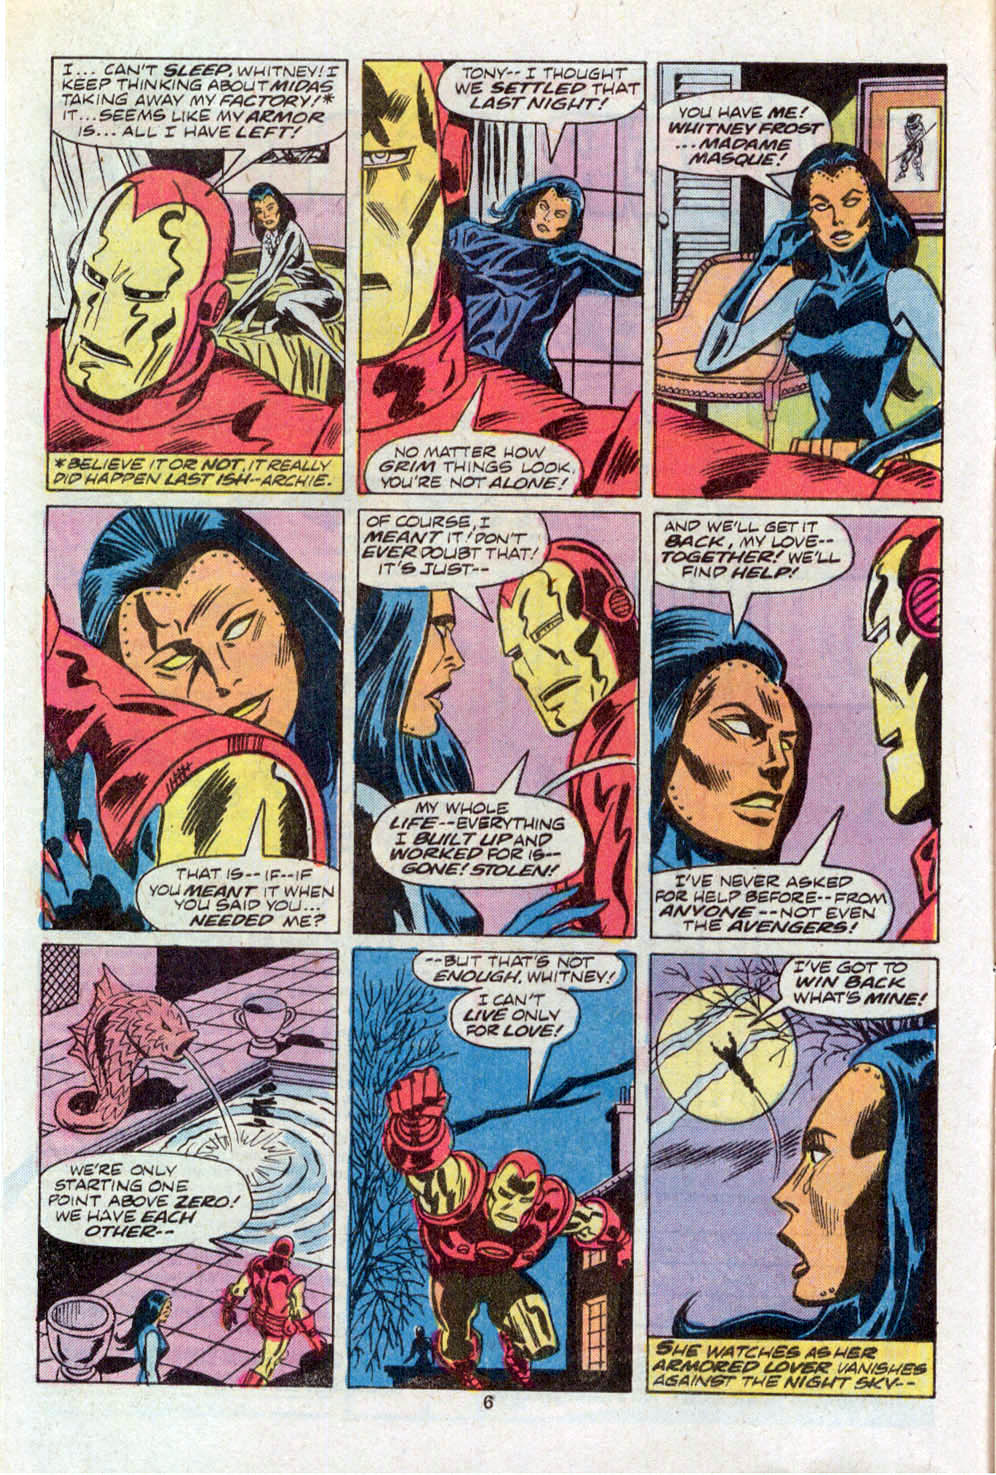 I... CAN'T SLEEP, WHITNEY! I
KEEP THINKING ABOUT MIDAS
TAKING AWAY MY FACTORY!*
IT... SEEMS LIKE MY ARMOR
IS... ALL I HAVE LEFT!
*BELIEVE IT OR NOT, IT REALLY
DID HAPPEN LAST ISH--ARCHIE.
TONY-- I THOUGHT
WE SETTLED THAT
LAST NIGHT!
NO MATTER HOW
GRIM THINGS LOOK,
YOU'RE NOT ALONE!
YOU HAVE ME!
WHITNEY FROST
...MADAME
MASQUE!
THAT IS--IF--IF
YOU MEANT IT WHEN
YOU SAID YOU...
NEEDED ME?
OF COURSE, I
MEANT IT! DON'T
EVER DOUBT THAT!
IT'S JUST--
MY WHOLE
LIFE--EVERYTHING
I BUILT UP AND
WORKED FOR IS--
GONE! STOLEN!
AND WE'LL GET IT
BACK, MY LOVE--
TOGETHER! WE'LL
FIND HELP!
I'VE NEVER ASKED
FOR HELP BEFORE--FROM
ANYONE--NOT EVEN
THE AVENGERS!
WE'RE ONLY
STARTING ONE
POINT ABOVE ZERO!
WE HAVE EACH
OTHER--
--BUT THAT'S NOT
ENOUGH, WHITNEY!
I CAN'T
LIVE ONLY
FOR LOVE!
I'VE GOT TO
WIN BACK
WHAT'S MINE!
SHE WATCHES AS HER
ARMORED LOVER VANISHES
AGAINST THE NIGHT SKY--
6